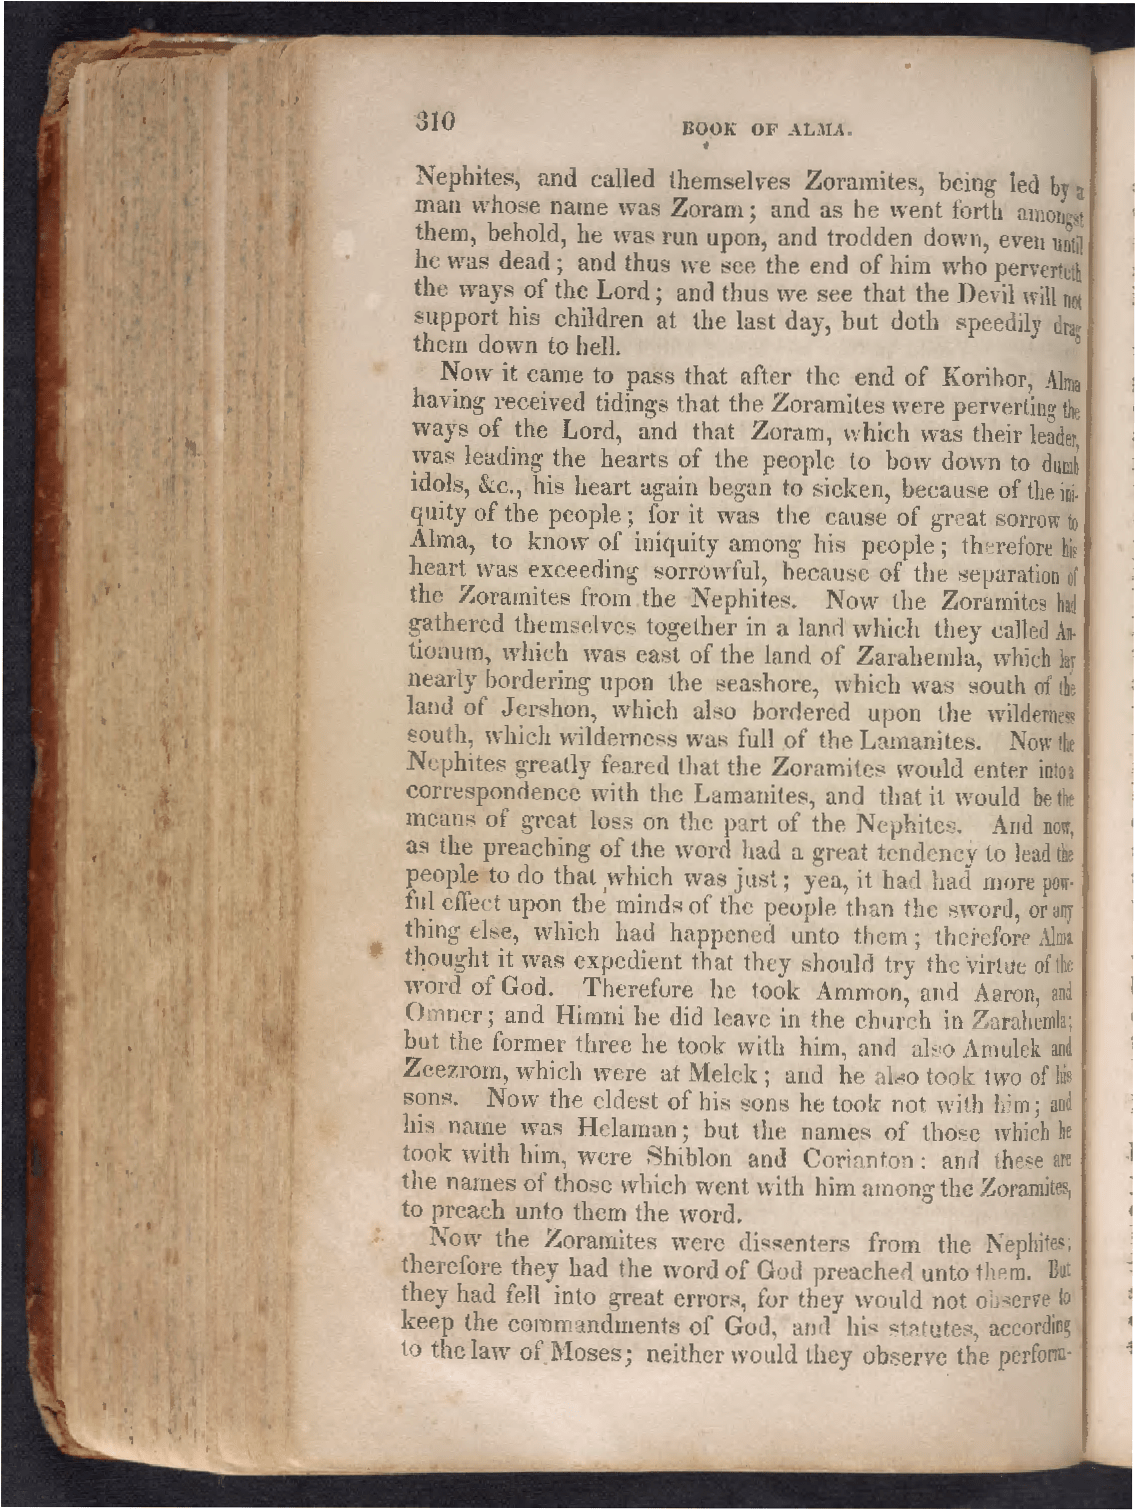 310
BOOK OF ALMA.
Nephites, and called themselves Zoramites, being led by a
man whose name was Zoram; and as he went forth amongst
them, behold, he was run upon, and trodden down, even until
he was dead; and thus we see the end of him who perverteth
the ways of the Lord; and thus we see that the Devil will not
support his children at the last day, but doth speedily drag
them down to hell.
Now it came to pass that after the end of Korihor, Alma
having received tidings that the Zoramites were perverting the
ways of the Lord, and that Zoram, which was their leader,
was leading the hearts of the people to bow down to dumb
idols, &c., his heart again began to sicken, because of the ini-
quity of the people; for it was the cause of great sorrow to
Alma, to know of iniquity among his people; therefore his
heart was exceeding sorrowful, because of the separation of
the Zoramites from the Nephites. Now the Zoramites had
gathered themselves together in a land which they called An-
tionum, which was east of the land of Zarahemla, which lay
nearly bordering upon the seashore, which was south of the
land of Jershon, which also bordered upon the wilderness
south, which wilderness was full of the Lamanites. Now the
Nephites greatly feared that the Zoramites would enter into a
correspondence with the Lamanites, and that it would be the
means of great loss on the part of the Nephites. And now,
as the preaching of the word had a great tendency to lead the
people to do that which was just; yea, it had had more pow-
ful effect upon the minds of the people than the sword, or any
thing else, which had happened unto them; therefore Alma
thought it was expedient that they should try the virtue of the
word of God. Therefore he took Ammon, and Aaron, and
Omner; and Himni he did leave in the church in Zarahemla;
but the former three he took with him, and also Amulek and
Zeezrom, which were at Melek; and he also took two of his
sons. Now the eldest of his sons he took not with him; and
his name was Helaman; but the names of those which he
took with him, were Shiblon and Corianton: and these are
the names of those which went with him among the Zoramites,
to preach unto them the word.
Now the Zoramites were dissenters from the Nephites;
therefore they had the word of God preached unto them. But
they had fell into great errors, for they would not observe to
keep the commandments of God, and his statutes, according
to the law of Moses; neither would they observe the perform-